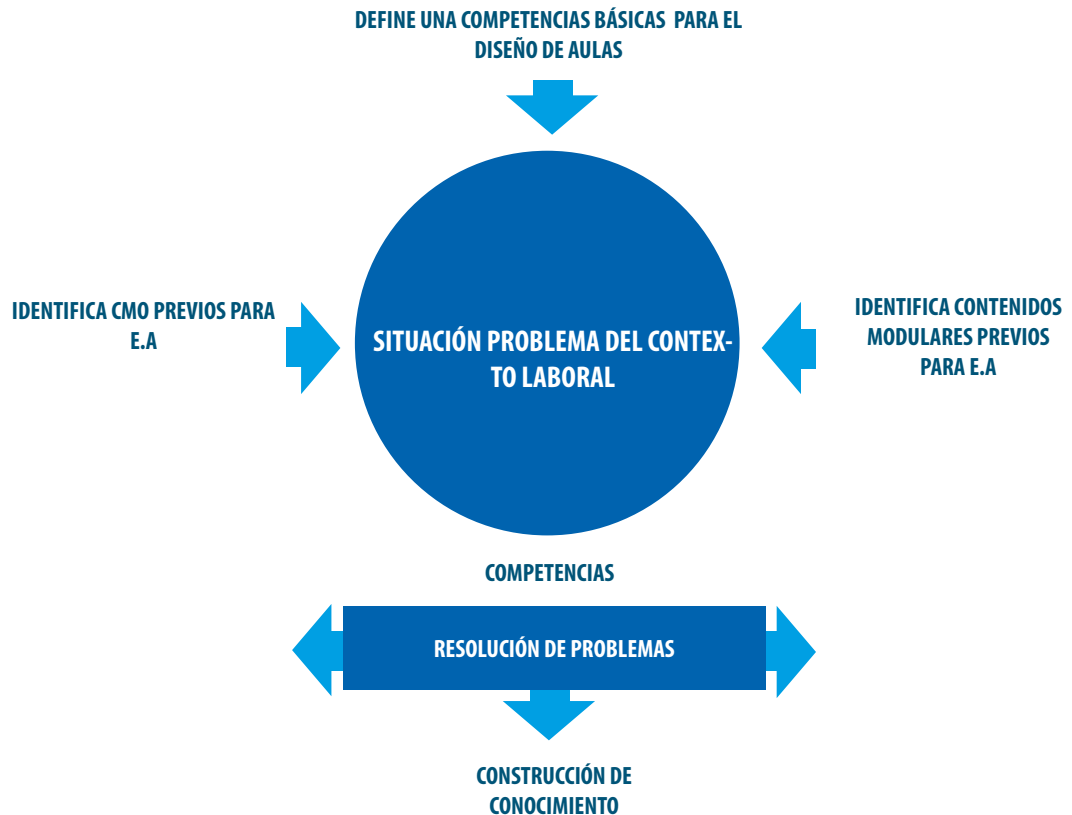 DEFINE UNA COMPETENCIAS BÁSICAS PARA EL
DISEÑO DE AULAS
IDENTIFICA CMO PREVIOS PARA
E.A
SITUACIÓN PROBLEMA DEL CONTEX-
TO LABORAL
IDENTIFICA CONTENIDOS
MODULARES PREVIOS
PARA E.A
COMPETENCIAS
RESOLUCIÓN DE PROBLEMAS
CONSTRUCCIÓN DE
CONOCIMIENTO